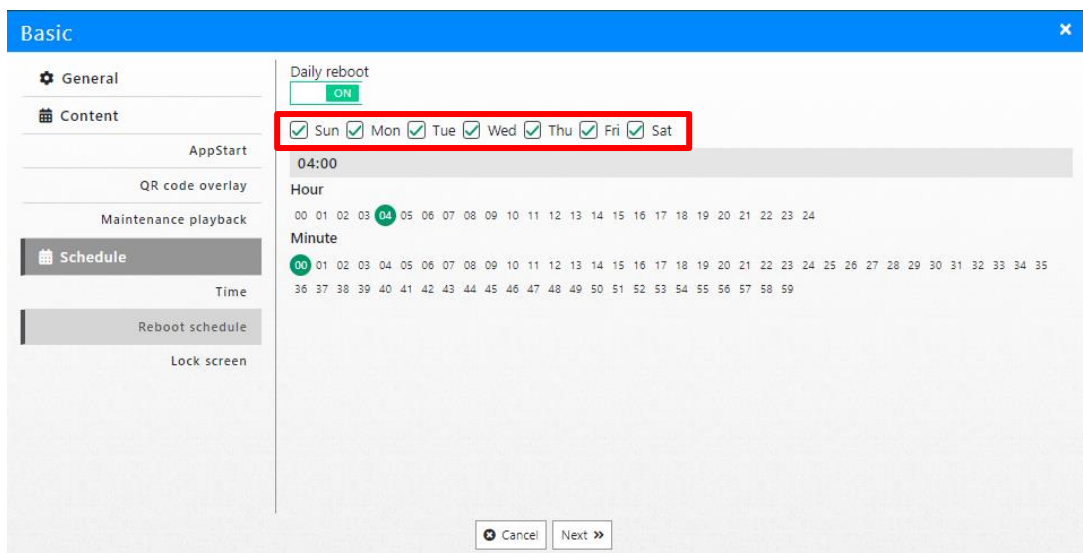 Basic
General
Content
AppStart
QR code overlay
Maintenance playback
Schedule
Time
Reboot schedule
Lock screen
Daily reboot
ON
Sun Mon Tue Wed Thu Fri Sat
04:00
Hour
00 01 02 03 04 05 06 07 08 09 10 11 12 13 14 15 16 17 18 19 20 21 22 23 24
Minute
00 01 02 03 04 05 06 07 08 09 10 11 12 13 14 15 16 17 18 19 20 21 22 23 24 25 26 27 28 29 30 31 32 33 34 35
36 37 38 39 40 41 42 43 44 45 46 47 48 49 50 51 52 53 54 55 56 57 58 59
Cancel Next